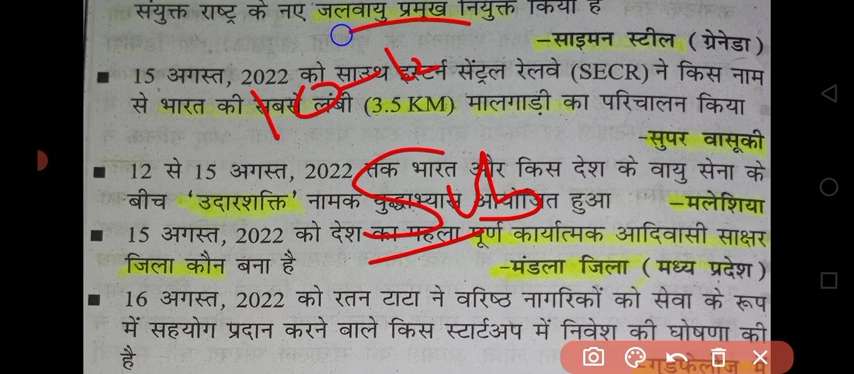 संयुक्त राष्ट्र के नए जलवायु प्रमुख नियुक्त किया है
-साइमन स्टील (ग्रेनेडा)
■ 15 अगस्त, 2022 को साउथ इस्टर्न सेंट्रल रेलवे (SECR) ने किस नाम
से भारत की सबसे लंबी (3.5 KM) मालगाड़ी का परिचालन किया
-सुपर वासूकी
■ 12 से 15 अगस्त, 2022 तक भारत और किस देश के वायु सेना के
बीच 'उदारशक्ति' नामक युद्धाभ्यास आयोजित हुआ -मलेशिया
■ 15 अगस्त, 2022 को देश का पहला पूर्ण कार्यात्मक आदिवासी साक्षर
जिला कौन बना है -मंडला जिला (मध्य प्रदेश)
■ 16 अगस्त, 2022 को रतन टाटा ने वरिष्ठ नागरिकों को सेवा के रूप
में सहयोग प्रदान करने वाले किस स्टार्टअप में निवेश की घोषणा की
है